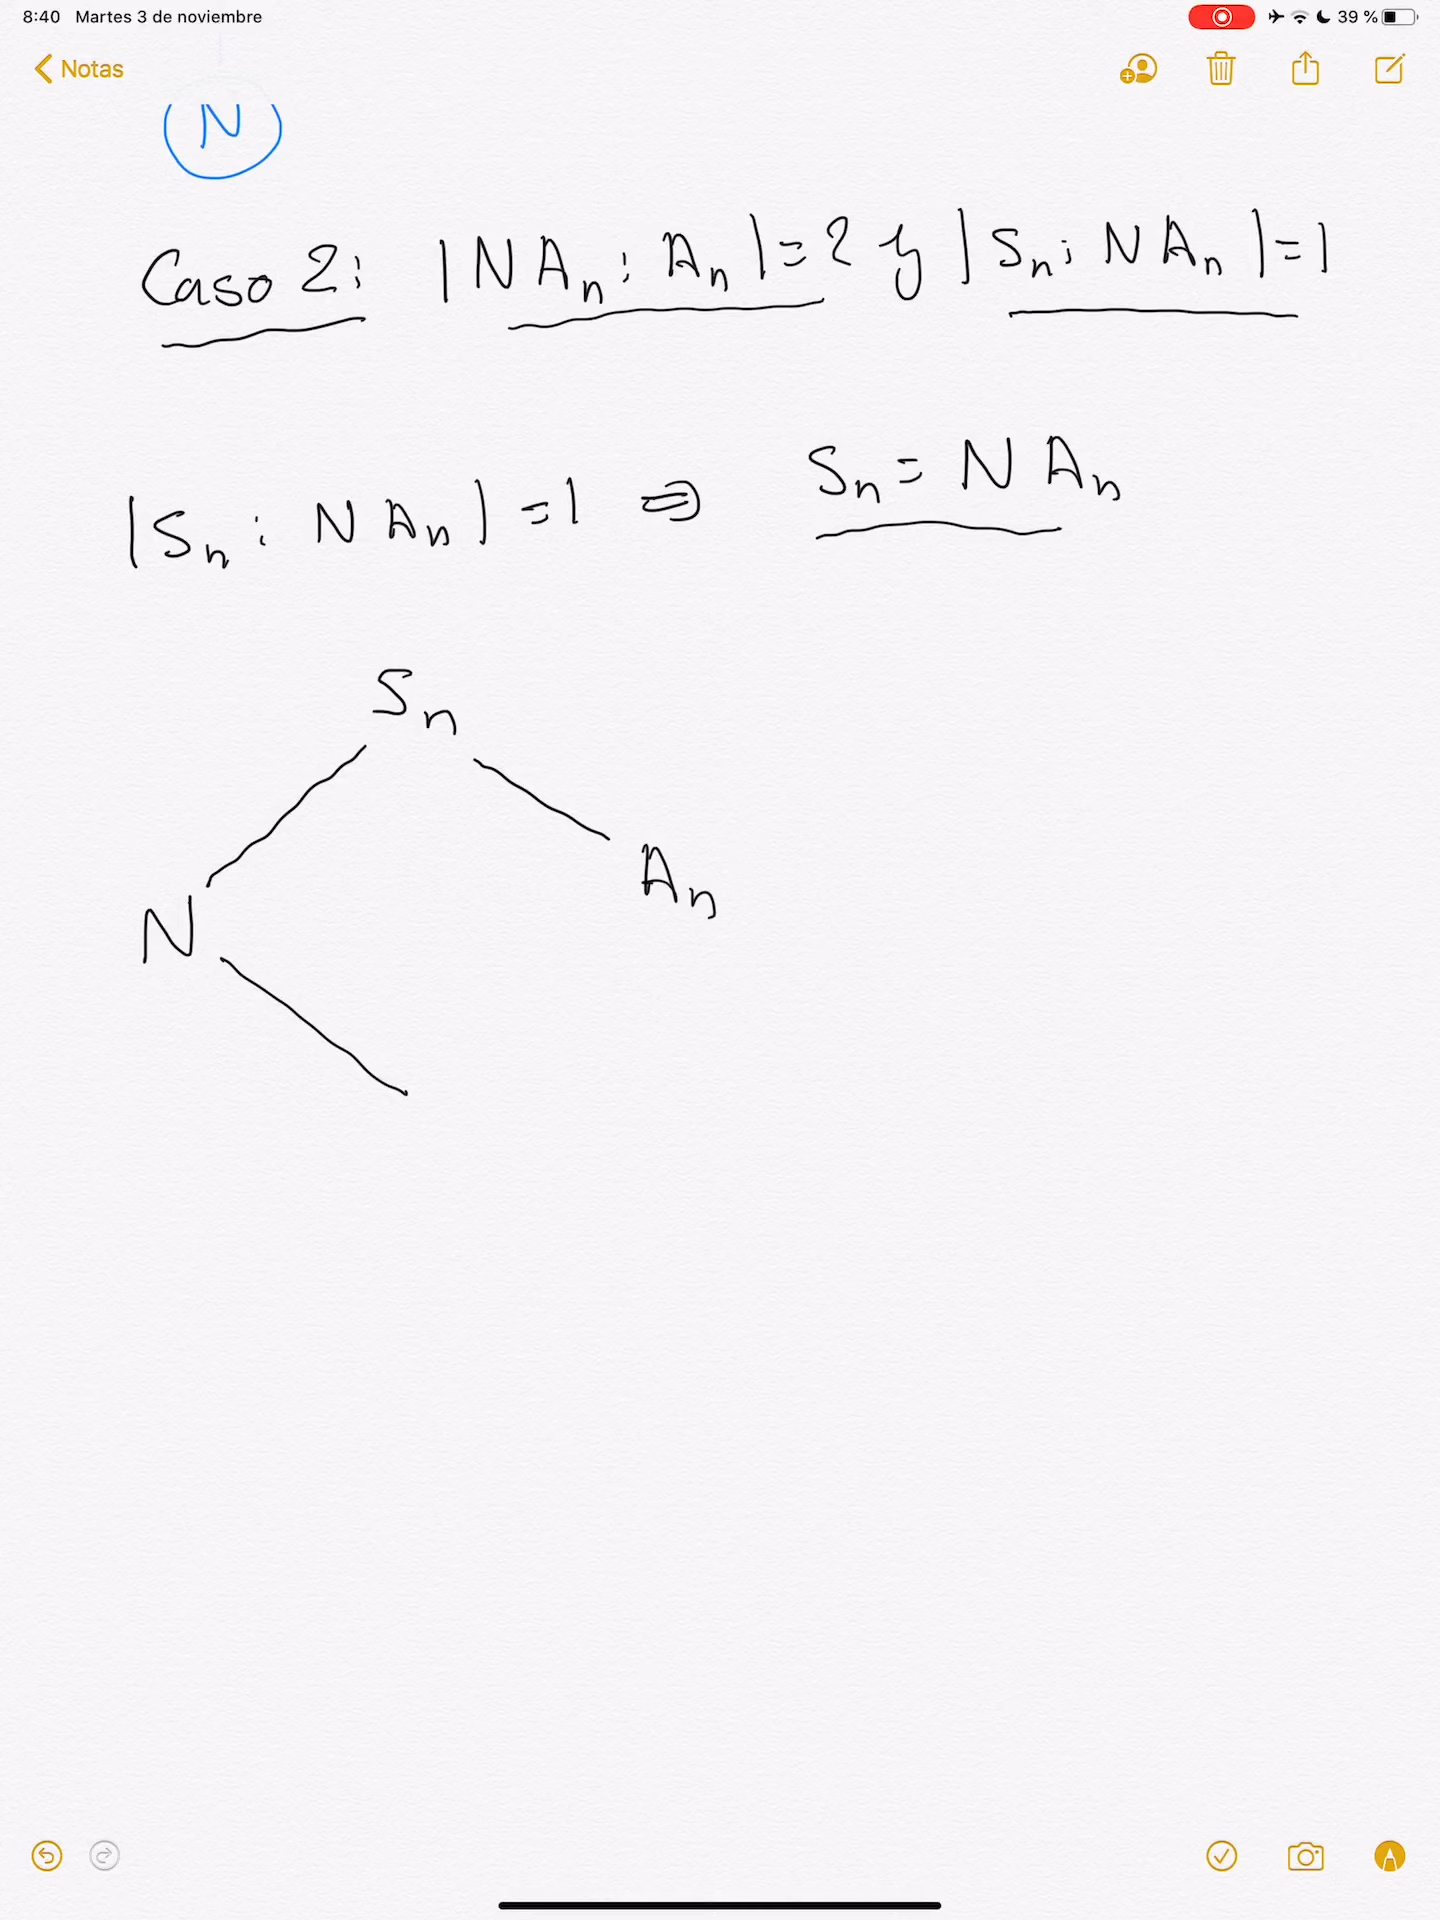 8:40 Martes 3 de noviembre 39 %
Notas
N
Caso 2: |NAn : An| = 2 y |Sn : NAn| = 1
|Sn : NAn| = 1 ⇒ Sn = NAn
Sn
An
N